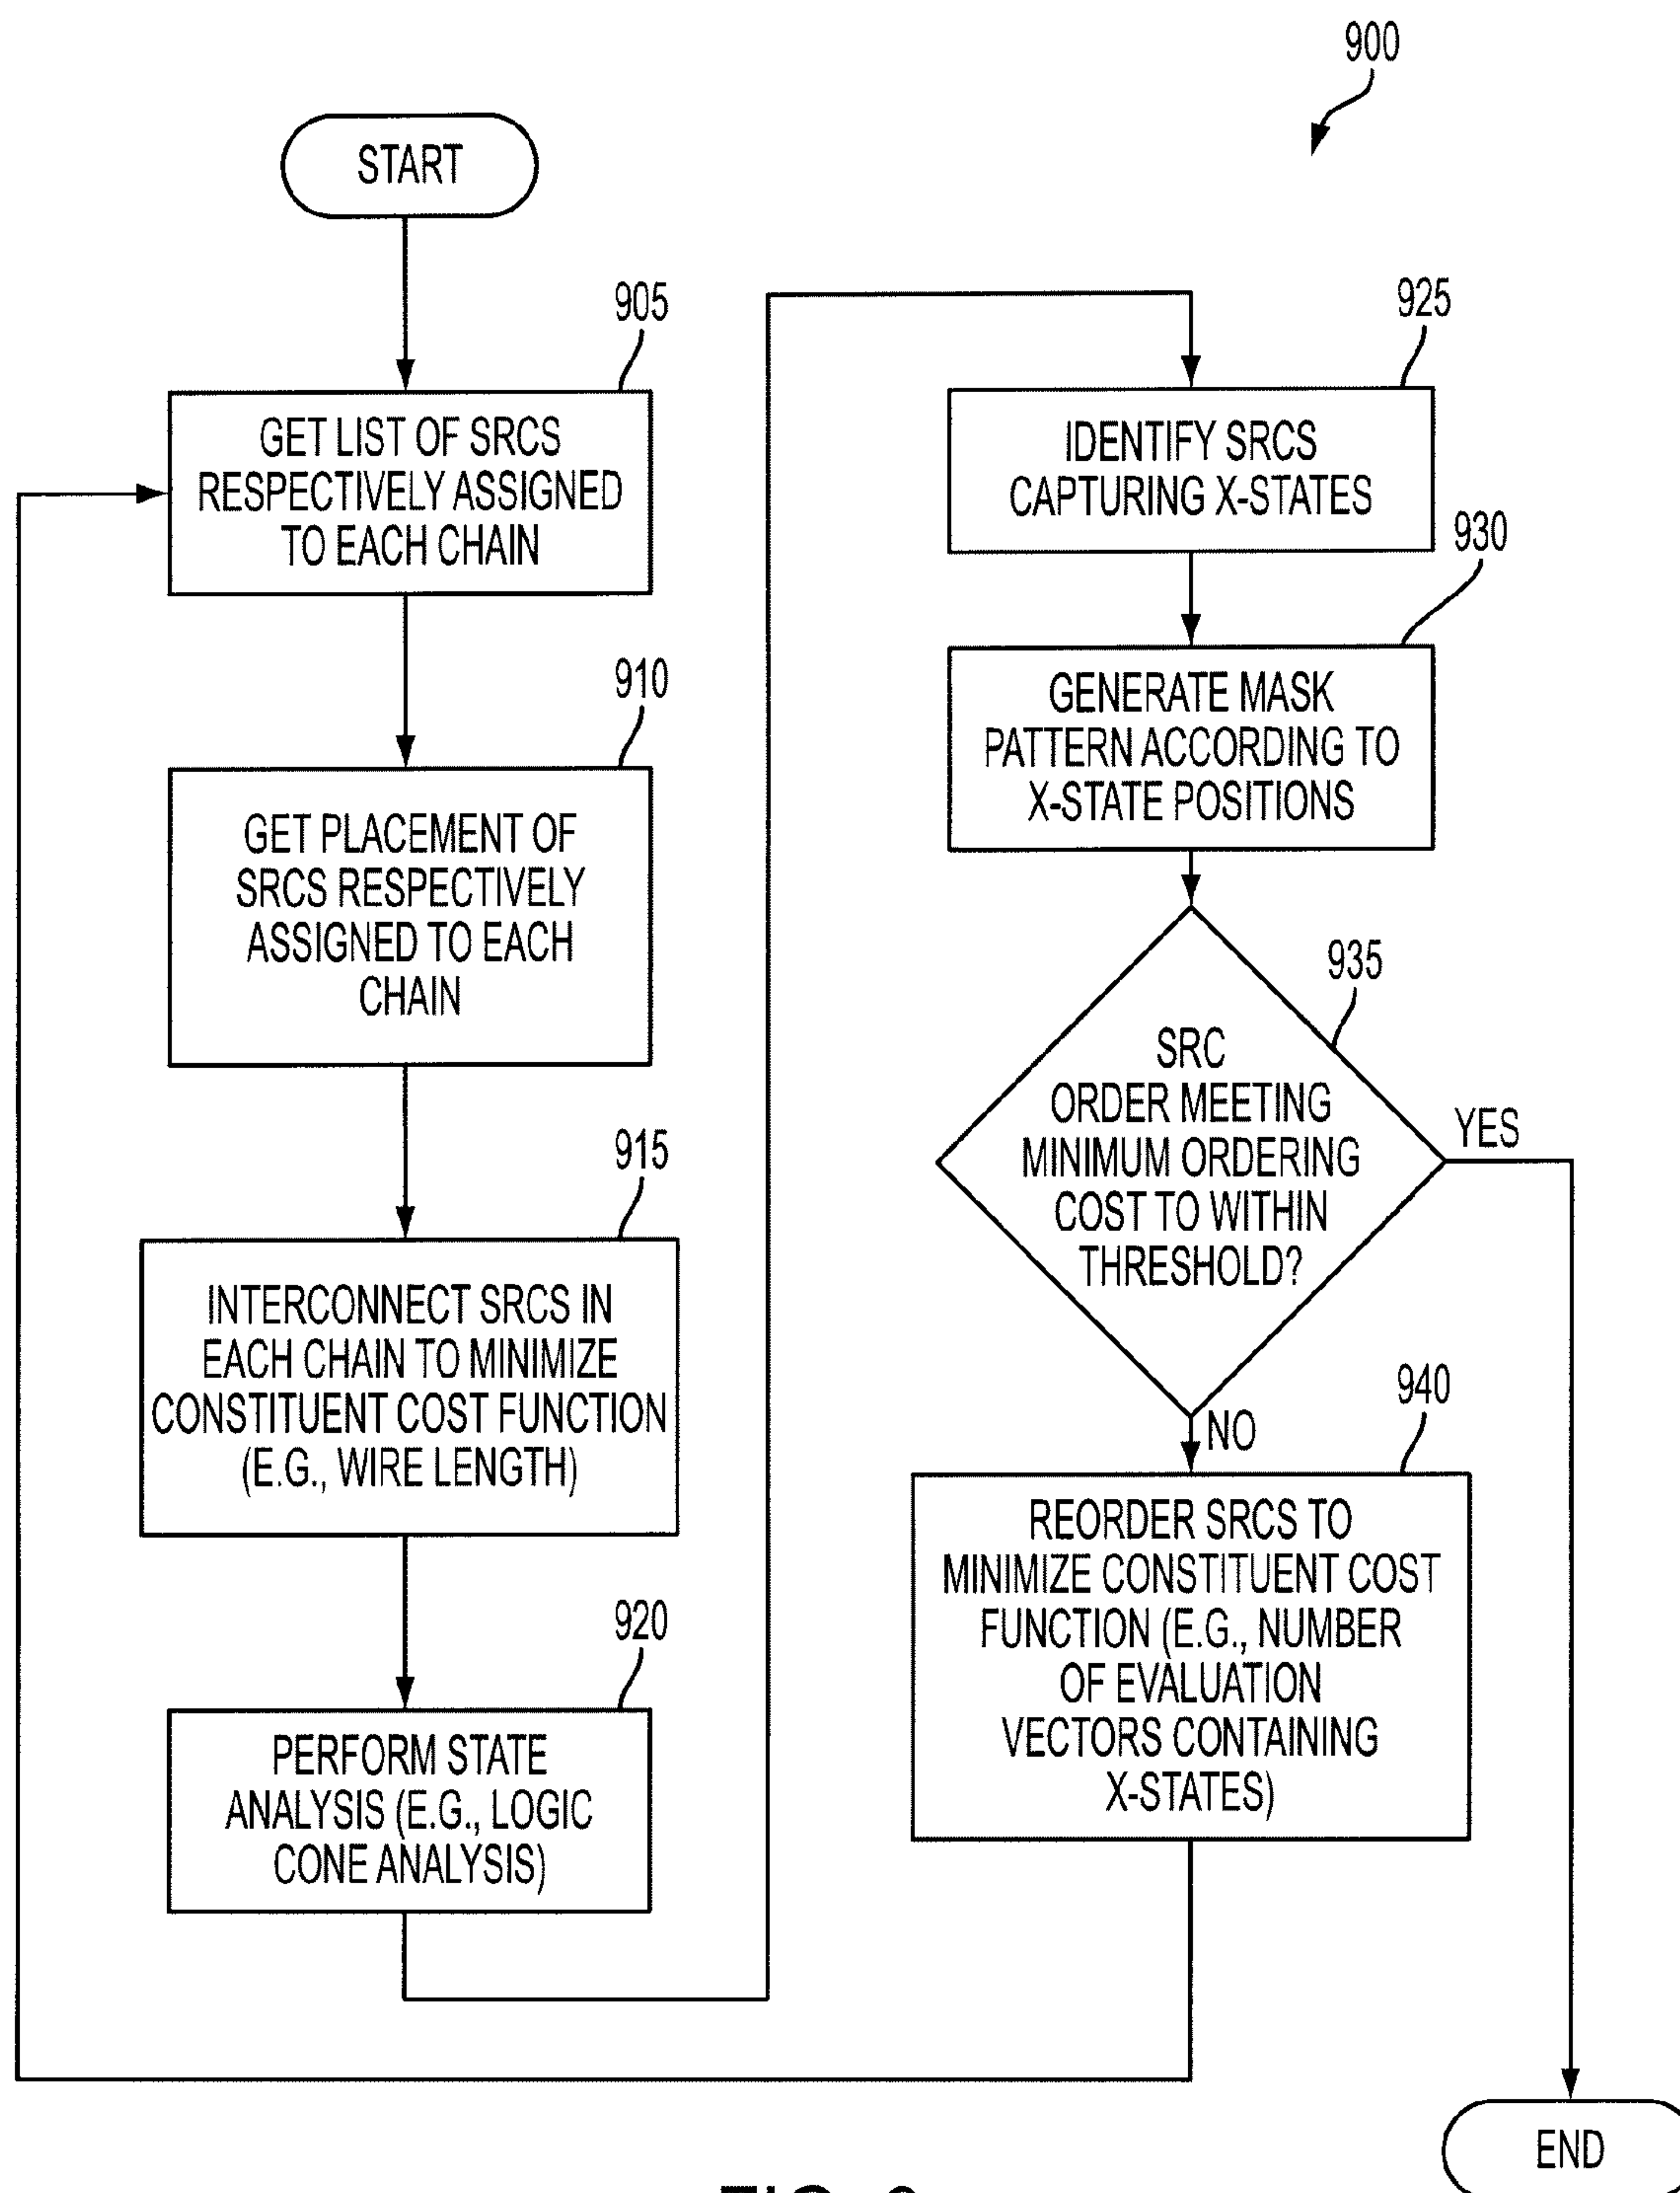 900
START
905
GET LIST OF SRCS
RESPECTIVELY ASSIGNED
TO EACH CHAIN
910
GET PLACEMENT OF
SRCS RESPECTIVELY
ASSIGNED TO EACH
CHAIN
915
INTERCONNECT SRCS IN
EACH CHAIN TO MINIMIZE
CONSTITUENT COST FUNCTION
(E.G., WIRE LENGTH)
920
PERFORM STATE
ANALYSIS (E.G., LOGIC
CONE ANALYSIS)
925
IDENTIFY SRCS
CAPTURING X-STATES
930
GENERATE MASK
PATTERN ACCORDING TO
X-STATE POSITIONS
935
SRC
ORDER MEETING
MINIMUM ORDERING
COST TO WITHIN
THRESHOLD?
YES
NO
940
REORDER SRCS TO
MINIMIZE CONSTITUENT COST
FUNCTION (E.G., NUMBER
OF EVALUATION
VECTORS CONTAINING
X-STATES)
END